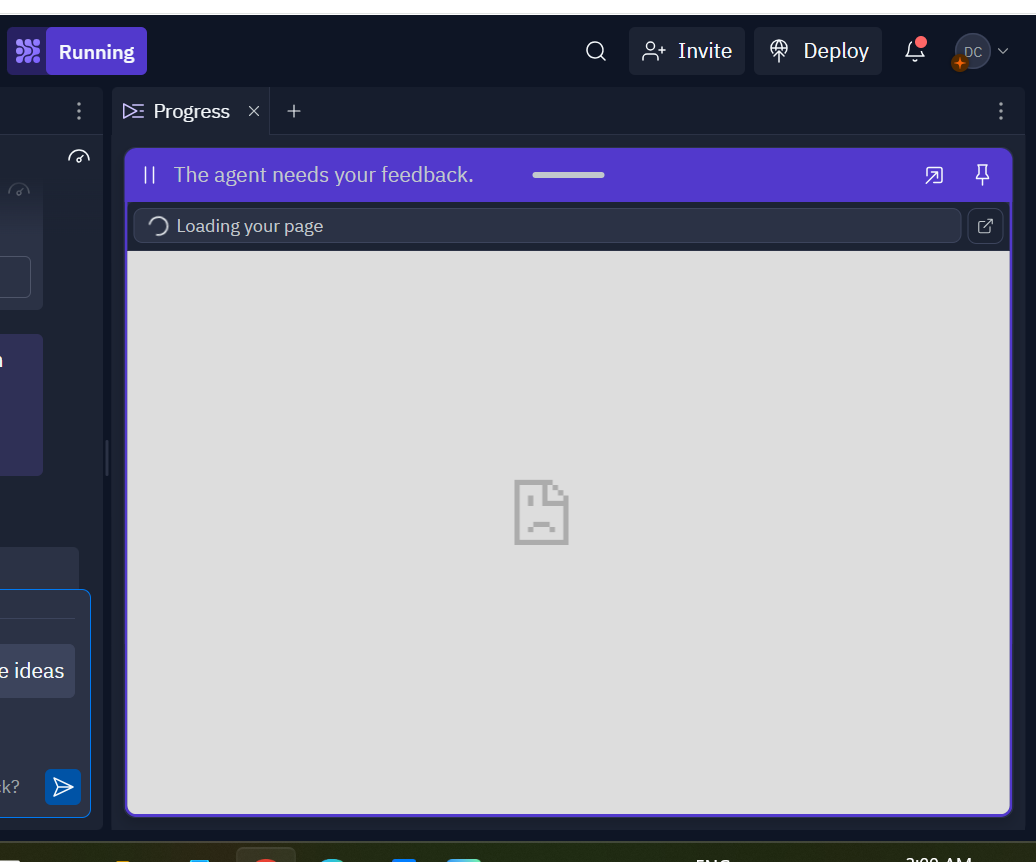 Running
Invite
Deploy
DC
Progress
The agent needs your feedback.
Loading your page
e ideas
k?